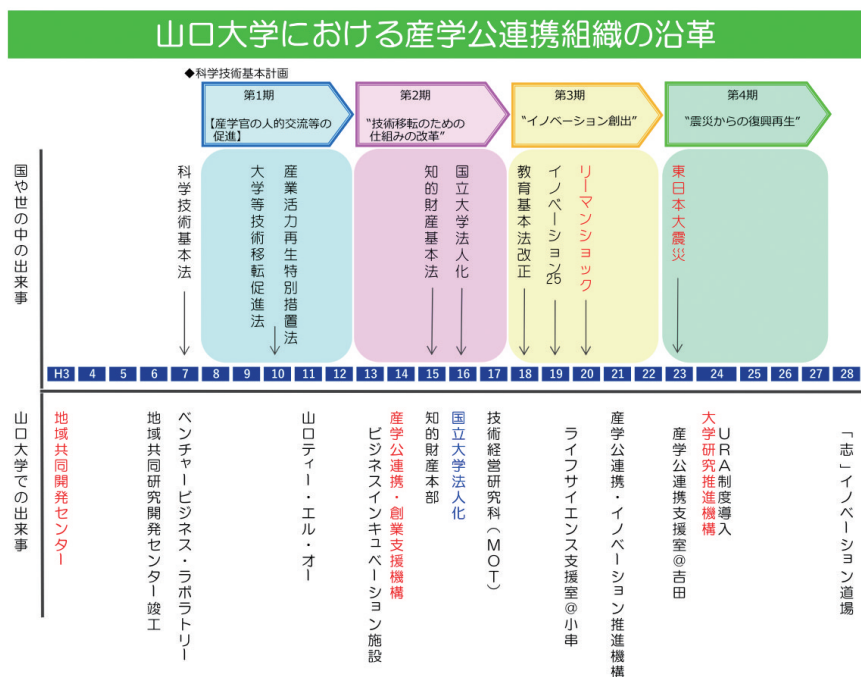 山口大学における産学公連携組織の沿革
◆科学技術基本計画
第1期
【産学官の人的交流等の
促進】
第2期
“技術移転のための
仕組みの改革”
第3期
“イノベーション創出”
第4期
“震災からの復興再生”
国や世の中の出来事
科学技術基本法
大学等技術移転促進法
産業活力再生特別措置法
知的財産基本法
国立大学法人化
教育基本法改正
イノベーション25
リーマンショック
東日本大震災
H3 4 5 6 7 8 9 10 11 12 13 14 15 16 17 18 19 20 21 22 23 24 25 26 27 28
山口大学での出来事
地域共同開発センター
地域共同研究開発センター竣工
ベンチャービジネス・ラボラトリー
山口ティー・エル・オー
ビジネスインキュベーション施設
産学公連携・創業支援機構
知的財産本部
国立大学法人化
技術経営研究科(MOT)
ライフサイエンス支援室@小串
産学公連携・イノベーション推進機構
産学公連携支援室@吉田
大学研究推進機構
URA制度導入
「志」イノベーション道場